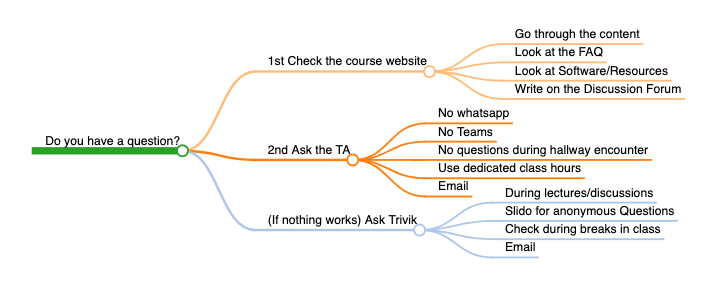 Do you have a question?
1st Check the course website
Go through the content
Look at the FAQ
Look at Software/Resources
Write on the Discussion Forum
2nd Ask the TA
No whatsapp
No Teams
No questions during hallway encounter
Use dedicated class hours
Email
(If nothing works) Ask Trivik
During lectures/discussions
Slido for anonymous Questions
Check during breaks in class
Email